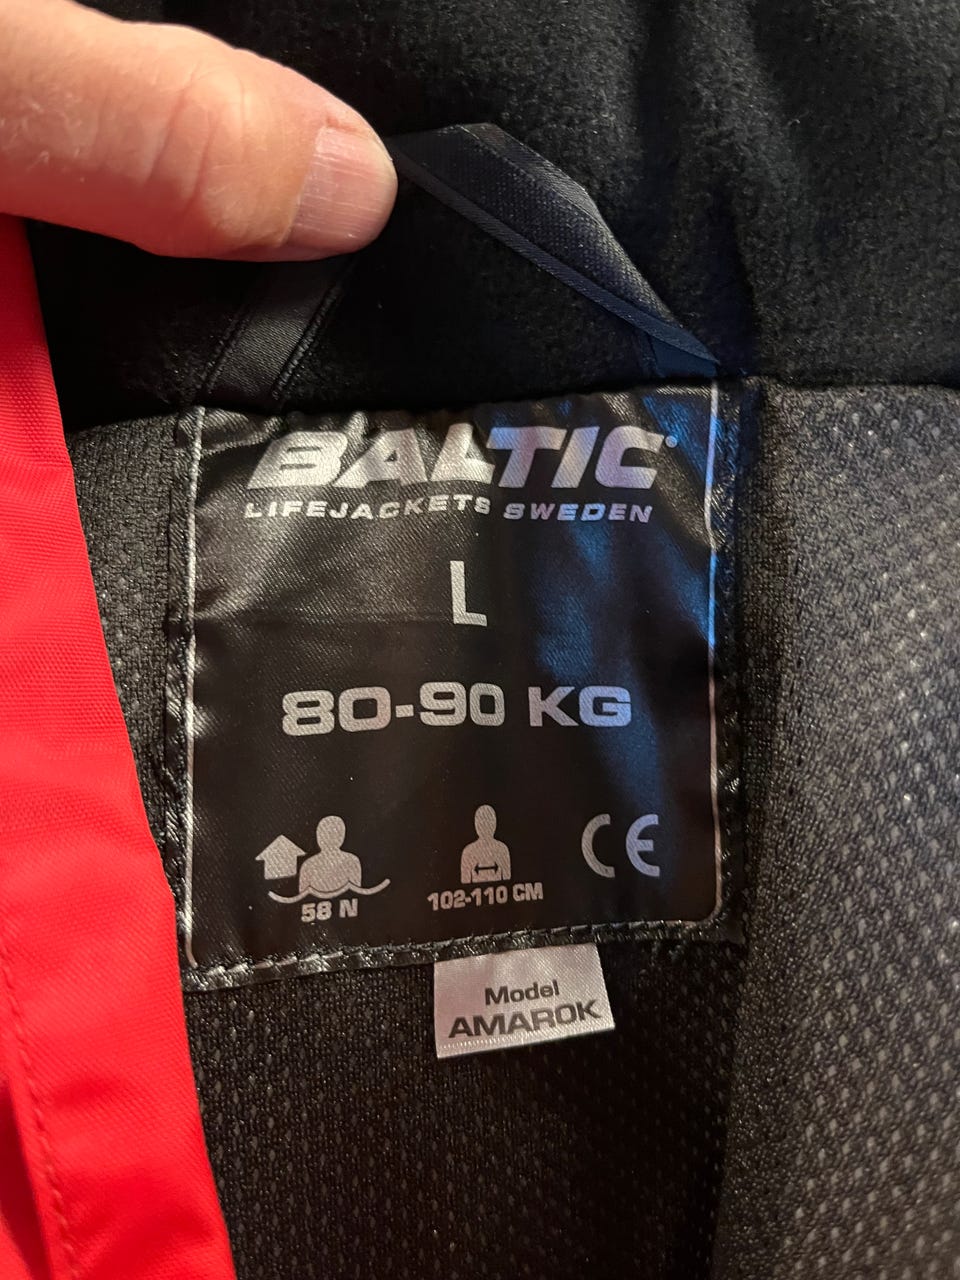 BALTIC®
LIFEJACKETS SWEDEN
L
80-90 KG
58 N
102-110 CM
CE
Model
AMAROK